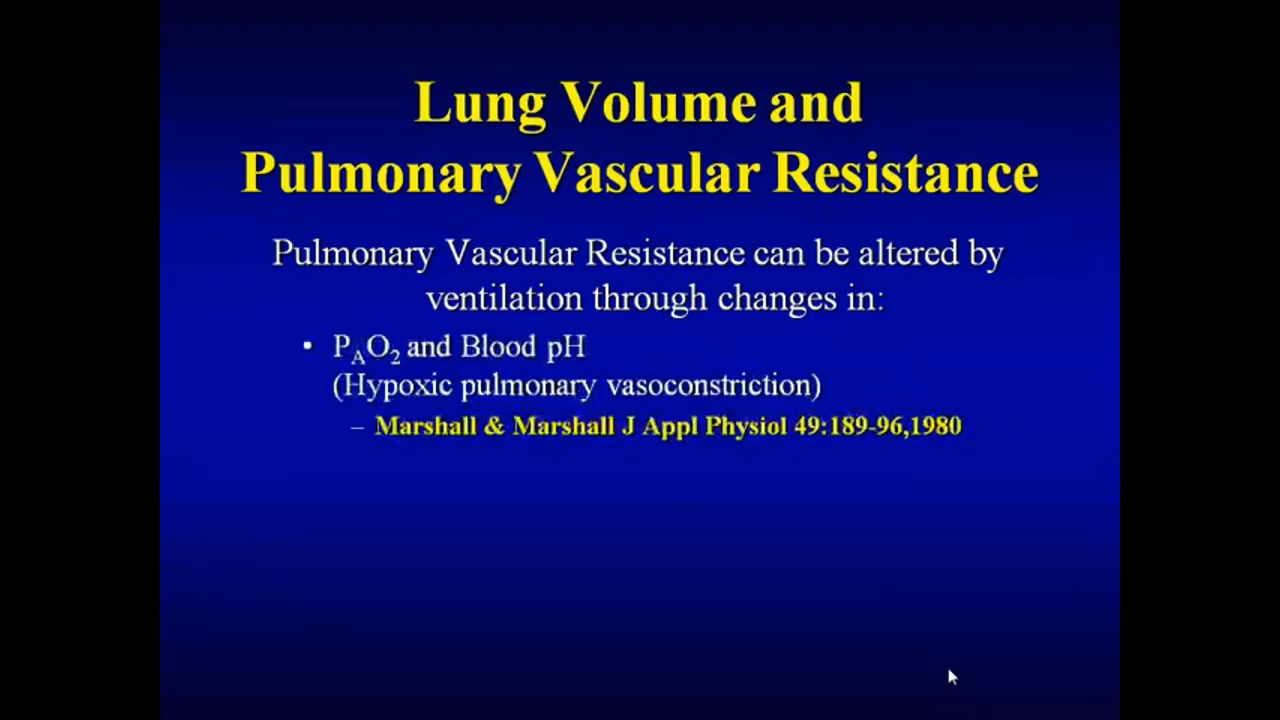 Lung Volume and
Pulmonary Vascular Resistance
Pulmonary Vascular Resistance can be altered by
ventilation through changes in:
• PAO2 and Blood pH
(Hypoxic pulmonary vasoconstriction)
– Marshall & Marshall J Appl Physiol 49:189-96,1980